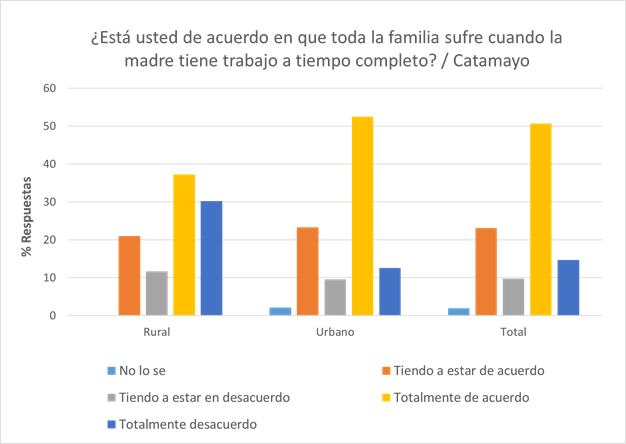 ¿Está usted de acuerdo en que toda la familia sufre cuando la
madre tiene trabajo a tiempo completo? / Catamayo
60
50
40
30
20
10
0
% Respuestas
Rural Urbano Total
No lo se Tiendo a estar de acuerdo
Tiendo a estar en desacuerdo Totalmente de acuerdo
Totalmente desacuerdo